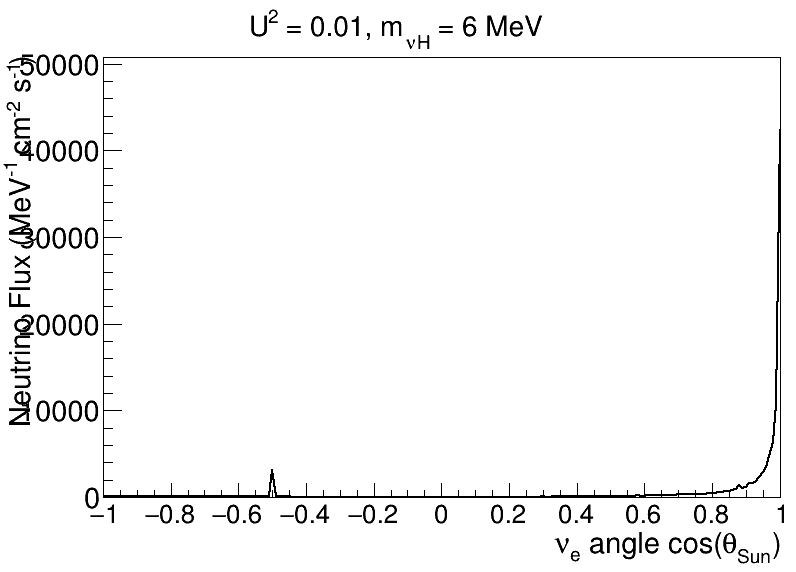 U² = 0.01, m_νH = 6 MeV
Neutrino Flux (MeV⁻¹ cm⁻² s⁻¹)
50000
40000
30000
20000
10000
0
−1 −0.8 −0.6 −0.4 −0.2 0 0.2 0.4 0.6 0.8 1
ν_e angle cos(θ_Sun)